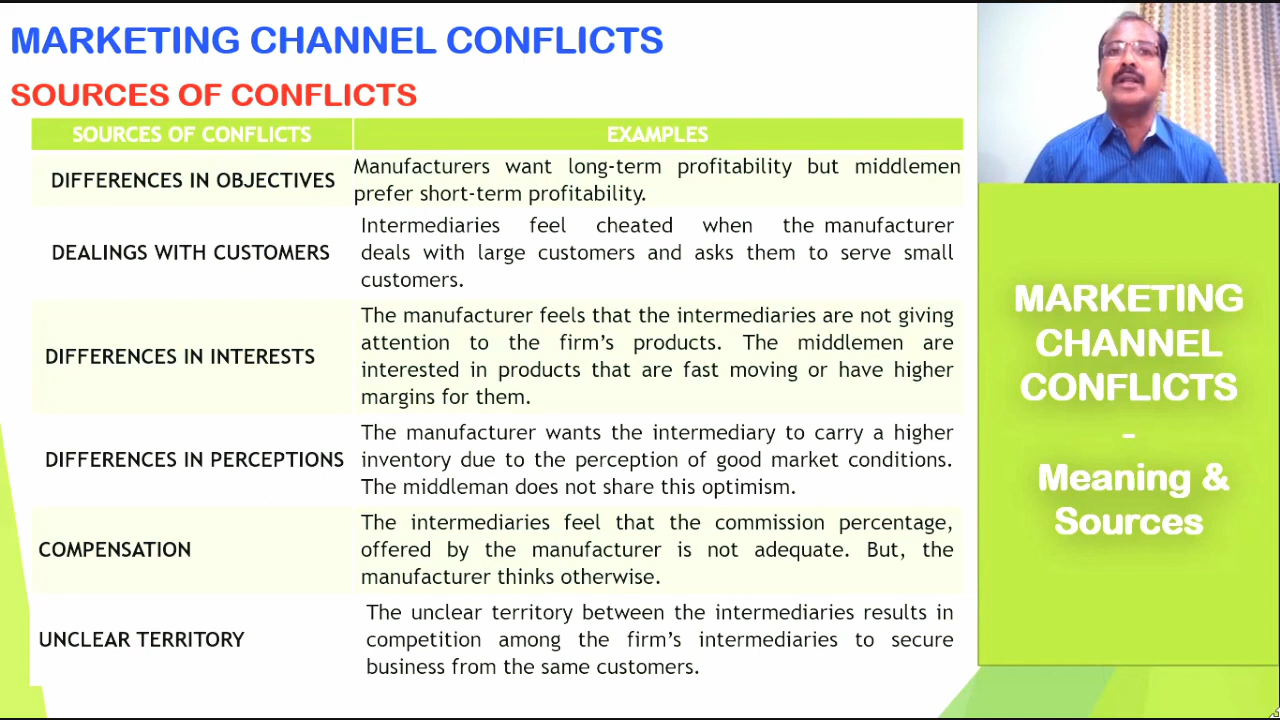 MARKETING CHANNEL CONFLICTS
SOURCES OF CONFLICTS
SOURCES OF CONFLICTS
EXAMPLES
DIFFERENCES IN OBJECTIVES
Manufacturers want long-term profitability but middlemen
prefer short-term profitability.
DEALINGS WITH CUSTOMERS
Intermediaries feel cheated when the manufacturer
deals with large customers and asks them to serve small
customers.
DIFFERENCES IN INTERESTS
The manufacturer feels that the intermediaries are not giving
attention to the firm's products. The middlemen are
interested in products that are fast moving or have higher
margins for them.
DIFFERENCES IN PERCEPTIONS
The manufacturer wants the intermediary to carry a higher
inventory due to the perception of good market conditions.
The middleman does not share this optimism.
COMPENSATION
The intermediaries feel that the commission percentage,
offered by the manufacturer is not adequate. But, the
manufacturer thinks otherwise.
UNCLEAR TERRITORY
The unclear territory between the intermediaries results in
competition among the firm's intermediaries to secure
business from the same customers.
MARKETING
CHANNEL
CONFLICTS
-
Meaning &
Sources